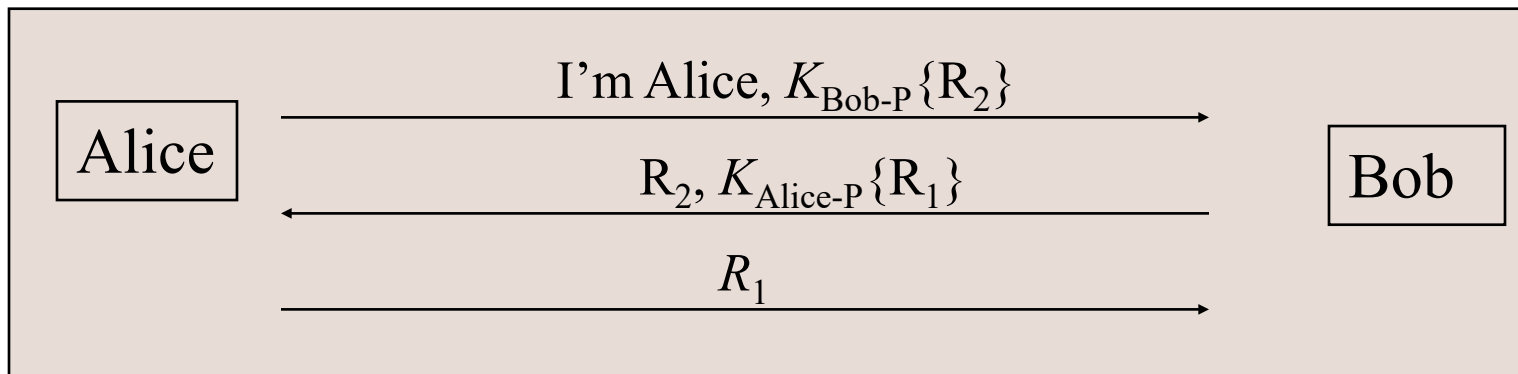 I'm Alice, K_Bob-P{R_2}
Alice
R_2, K_Alice-P{R_1}
Bob
R_1